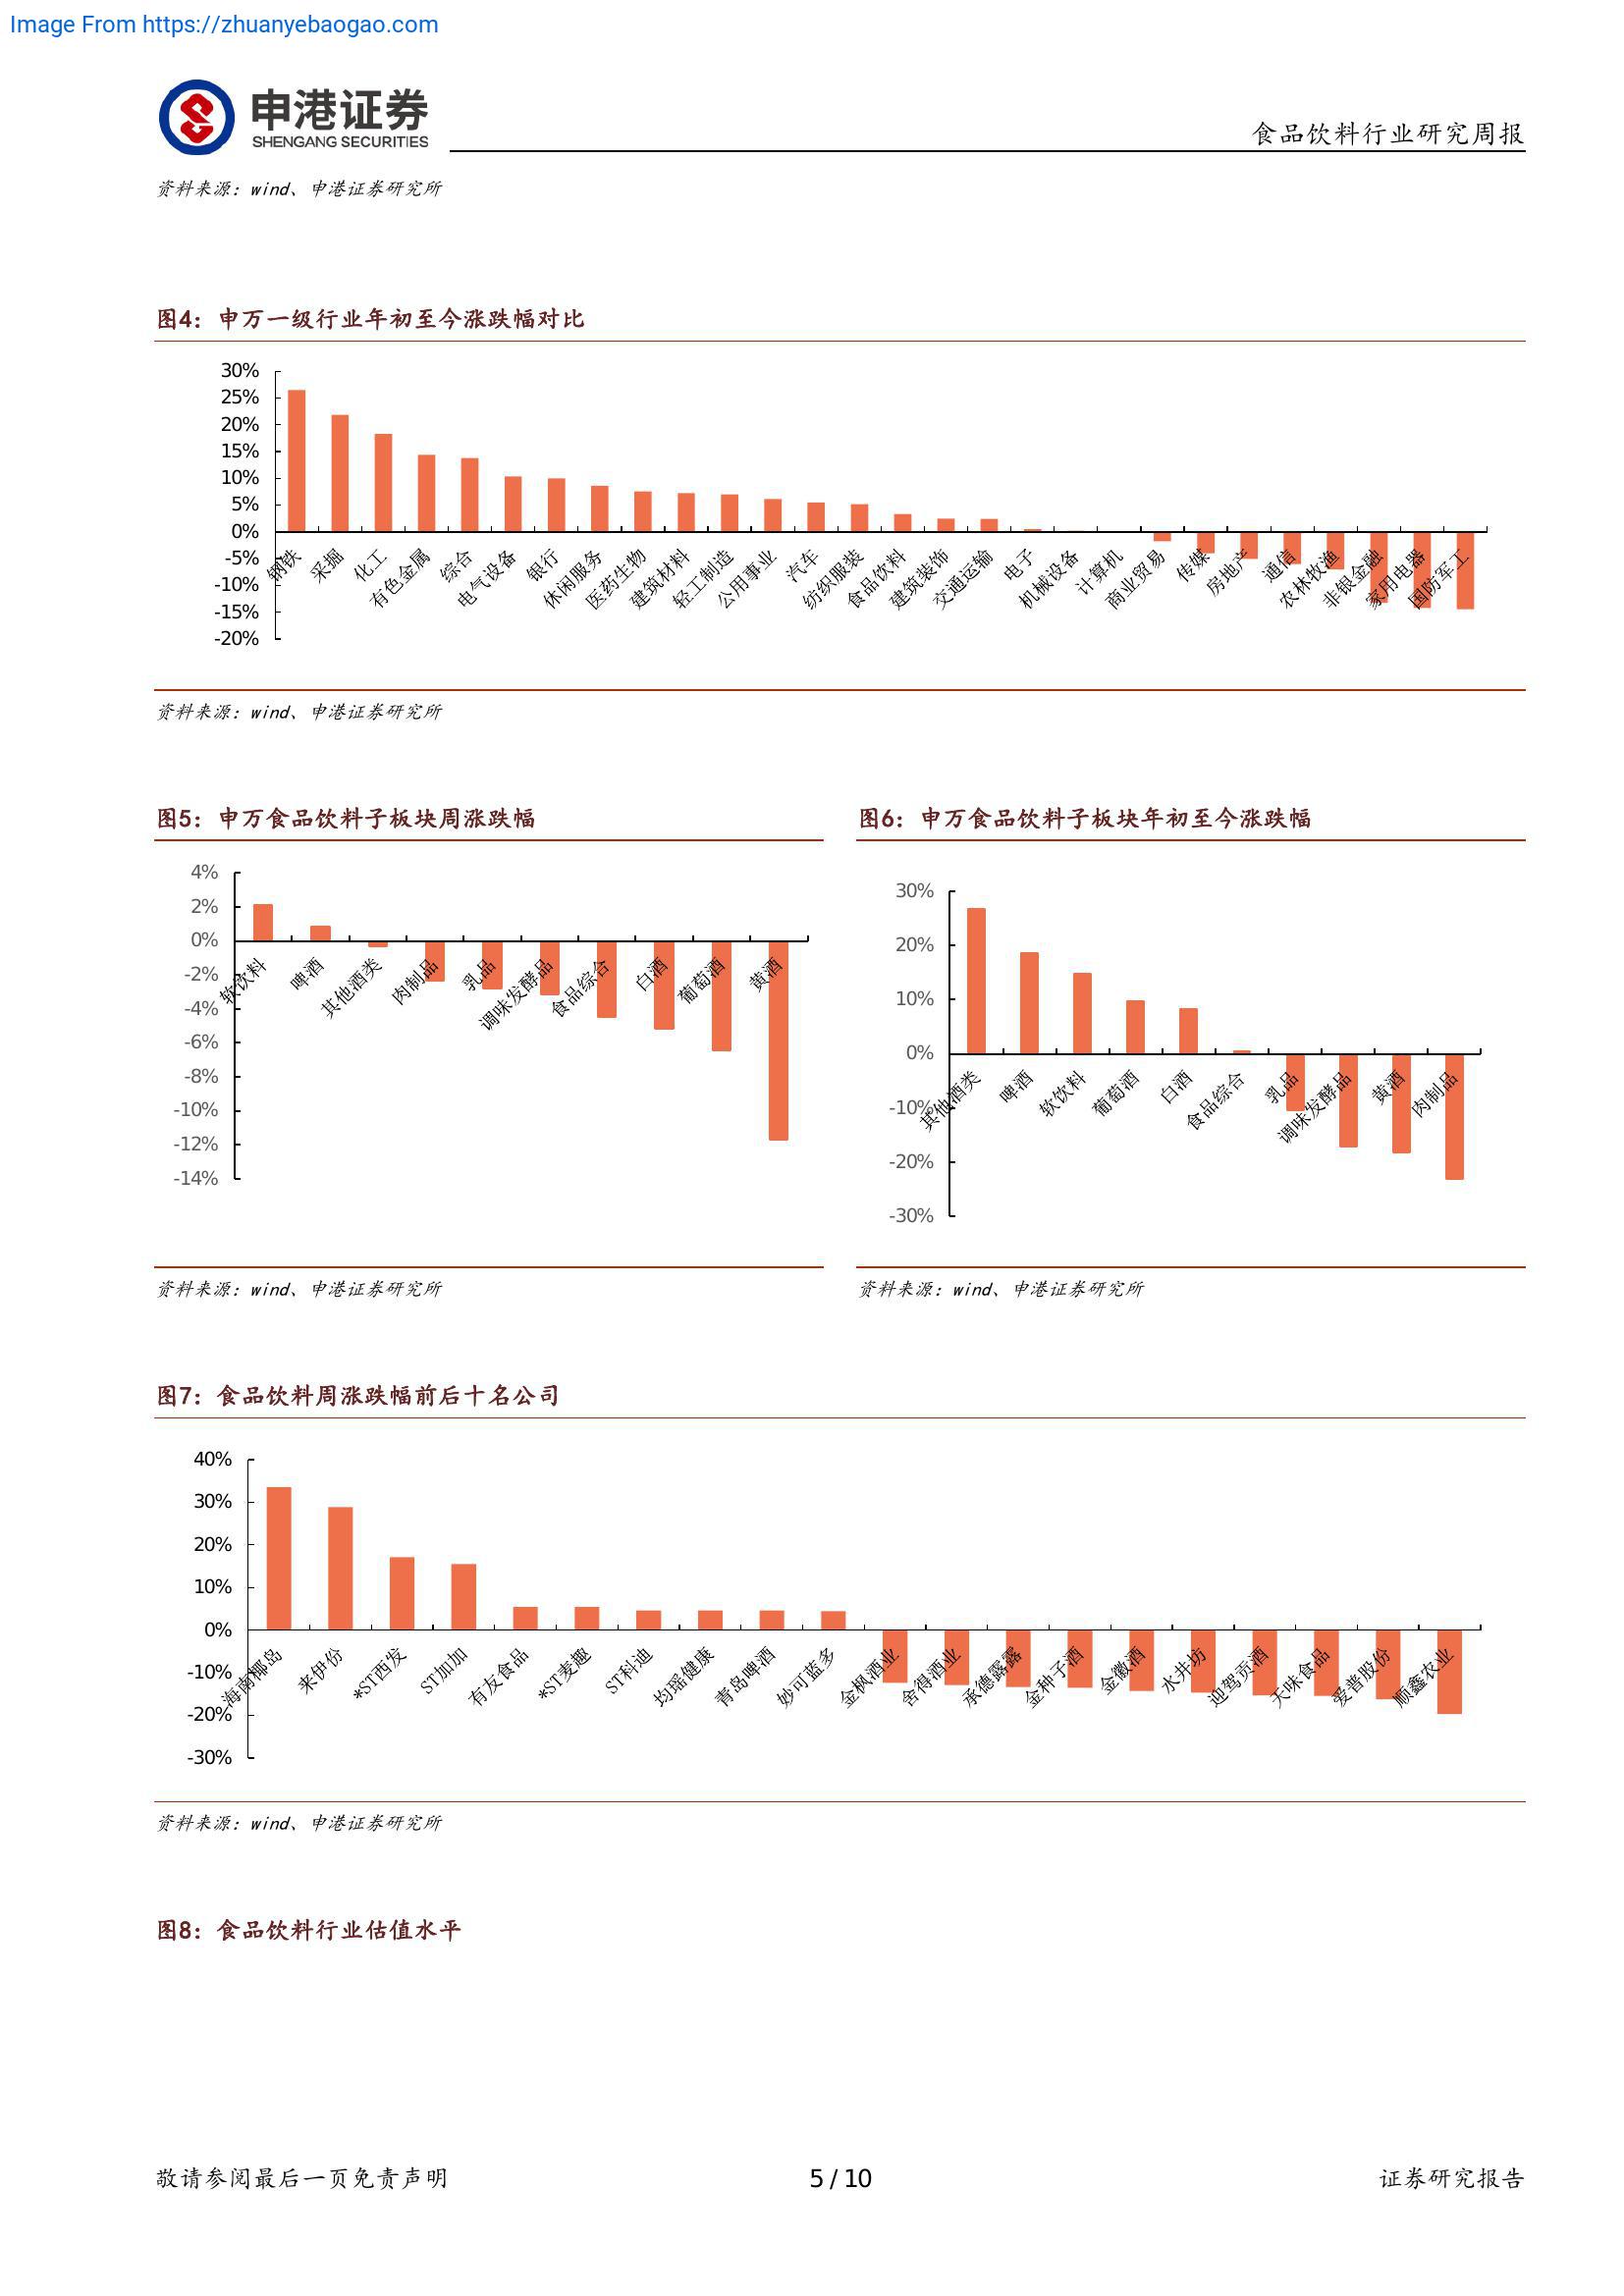 Image From https://zhuanyebaogao.com
申港证券
SHENGANG SECURITIES
食品饮料行业研究周报
资料来源：wind、申港证券研究所
图4：申万一级行业年初至今涨跌幅对比
30%
25%
20%
15%
10%
5%
0%
-5%
-10%
-15%
-20%
钢铁
采掘
化工
有色金属
综合
电气设备
银行
休闲服务
医药生物
建筑材料
轻工制造
公用事业
汽车
纺织服装
食品饮料
建筑装饰
交通运输
电子
机械设备
计算机
商业贸易
传媒
房地产
通信
农林牧渔
非银金融
家用电器
国防军工
资料来源：wind、申港证券研究所
图5：申万食品饮料子板块周涨跌幅
4%
2%
0%
-2%
-4%
-6%
-8%
-10%
-12%
-14%
软饮料
啤酒
其他酒类
肉制品
乳品
调味发酵品
食品综合
白酒
葡萄酒
黄酒
资料来源：wind、申港证券研究所
图6：申万食品饮料子板块年初至今涨跌幅
30%
20%
10%
0%
-10%
-20%
-30%
其他酒类
啤酒
软饮料
葡萄酒
白酒
食品综合
乳品
调味发酵品
黄酒
肉制品
资料来源：wind、申港证券研究所
图7：食品饮料周涨跌幅前后十名公司
40%
30%
20%
10%
0%
-10%
-20%
-30%
海南椰岛
来伊份
*ST西发
ST加加
有友食品
*ST麦趣
ST科迪
均瑶健康
青岛啤酒
妙可蓝多
金枫酒业
舍得酒业
承德露露
金种子酒
金徽酒
水井坊
迎驾贡酒
天味食品
爱普股份
顺鑫农业
资料来源：wind、申港证券研究所
图8：食品饮料行业估值水平
敬请参阅最后一页免责声明
5 / 10
证券研究报告